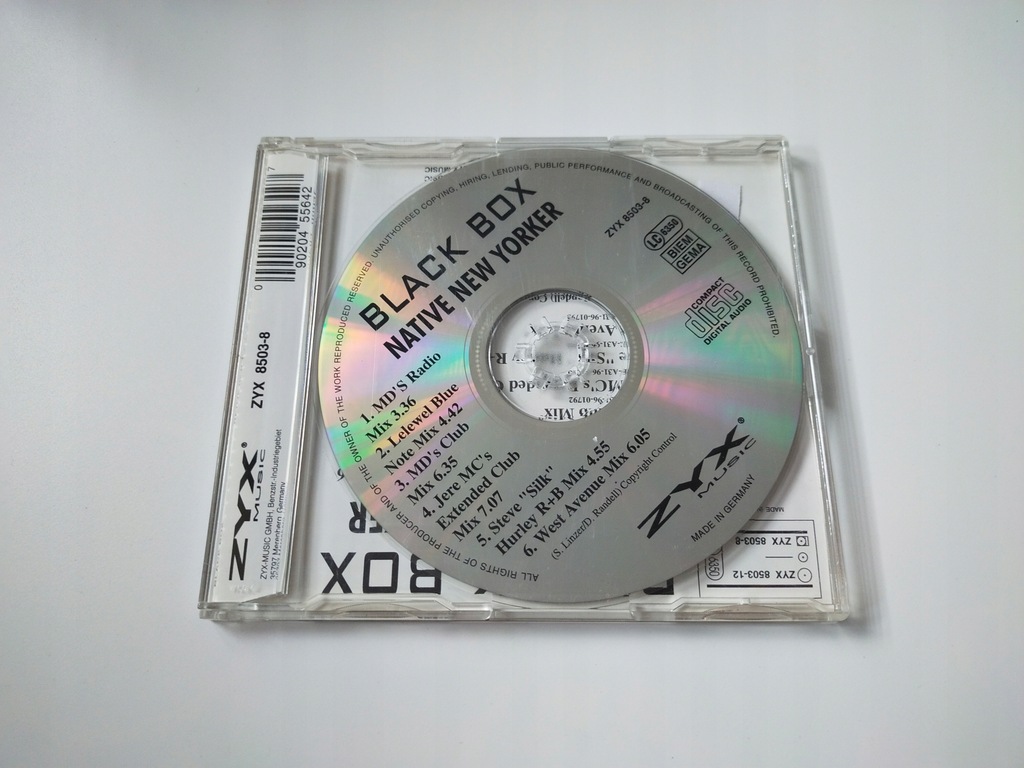 ALL RIGHTS OF THE PRODUCER AND OF THE OWNER OF THE WORK REPRODUCED RESERVED. UNAUTHORISED COPYING, HIRING, LENDING, PUBLIC PERFORMANCE AND BROADCASTING OF THIS RECORD PROHIBITED.
BLACK BOX
NATIVE NEW YORKER
ZYX 8503-8
LC 6350
BIEM
GEMA
COMPACT
disc
DIGITAL AUDIO
1. MD'S Radio
Mix 3.36
2. Lelewel Blue
Note Mix 4.42
3. MD's Club
Mix 6.35
4. Jere MC's
Extended Club
Mix 7.07
5. Steve "Silk"
Hurley R+B Mix 4.55
6. West Avenue Mix 6.05
(S. Linzer/D. Randell) Copyright Control
ZYX®
MUSIC
MADE IN GERMANY
0 90204 55642 7
ZYX 8503-8
ZYX®
MUSIC
ZYX-MUSIC GMBH, Benzstr.-Industriegebiet
35797 Merenberg, Germany
BOX
ER
ZYX 8503-8
ZYX 8503-12